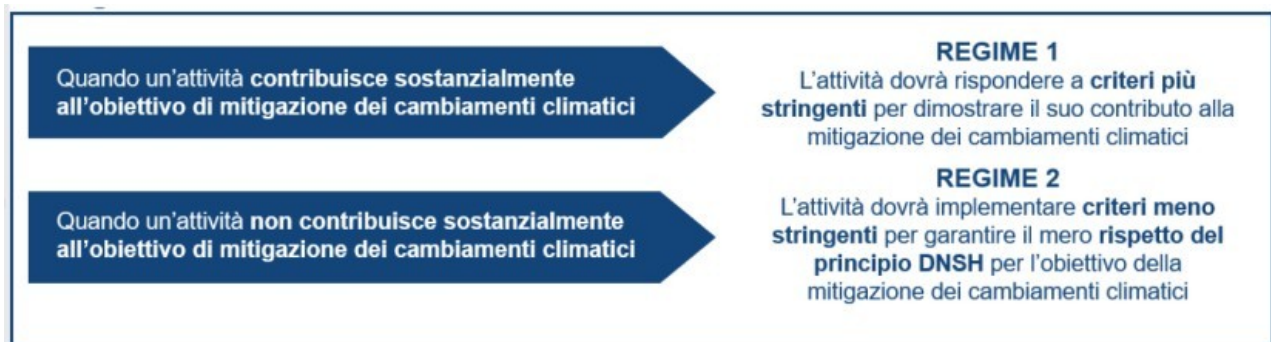 Quando un'attività contribuisce sostanzialmente
all'obiettivo di mitigazione dei cambiamenti climatici
REGIME 1
L'attività dovrà rispondere a criteri più
stringenti per dimostrare il suo contributo alla
mitigazione dei cambiamenti climatici
Quando un'attività non contribuisce sostanzialmente
all'obiettivo di mitigazione dei cambiamenti climatici
REGIME 2
L'attività dovrà implementare criteri meno
stringenti per garantire il mero rispetto del
principio DNSH per l'obiettivo della
mitigazione dei cambiamenti climatici